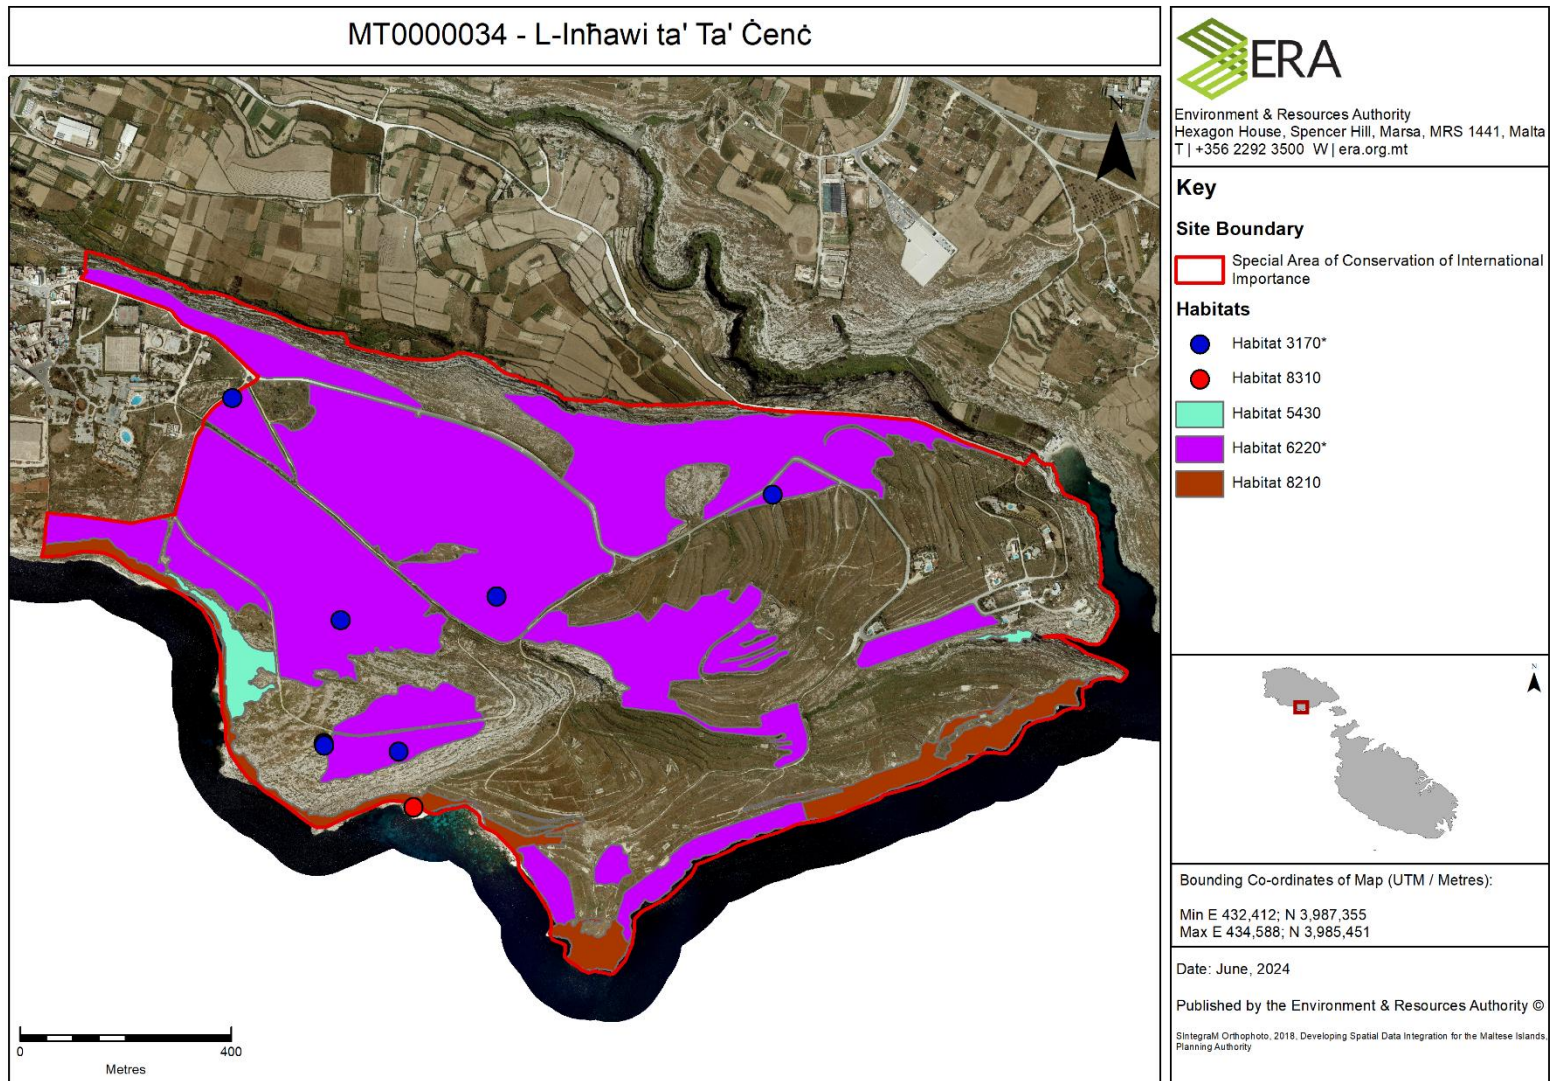 MT0000034 - L-Inħawi ta' Ta' Ċenċ
N
0
400
Metres
ERA
Environment & Resources Authority
Hexagon House, Spencer Hill, Marsa, MRS 1441, Malta
T | +356 2292 3500 W | era.org.mt
Key
Site Boundary
Special Area of Conservation of International
Importance
Habitats
Habitat 3170*
Habitat 8310
Habitat 5430
Habitat 6220*
Habitat 8210
N
Bounding Co-ordinates of Map (UTM / Metres):
Min E 432,412; N 3,987,355
Max E 434,588; N 3,985,451
Date: June, 2024
Published by the Environment & Resources Authority ©
SIntegraM Orthophoto, 2018, Developing Spatial Data Integration for the Maltese Islands,
Planning Authority